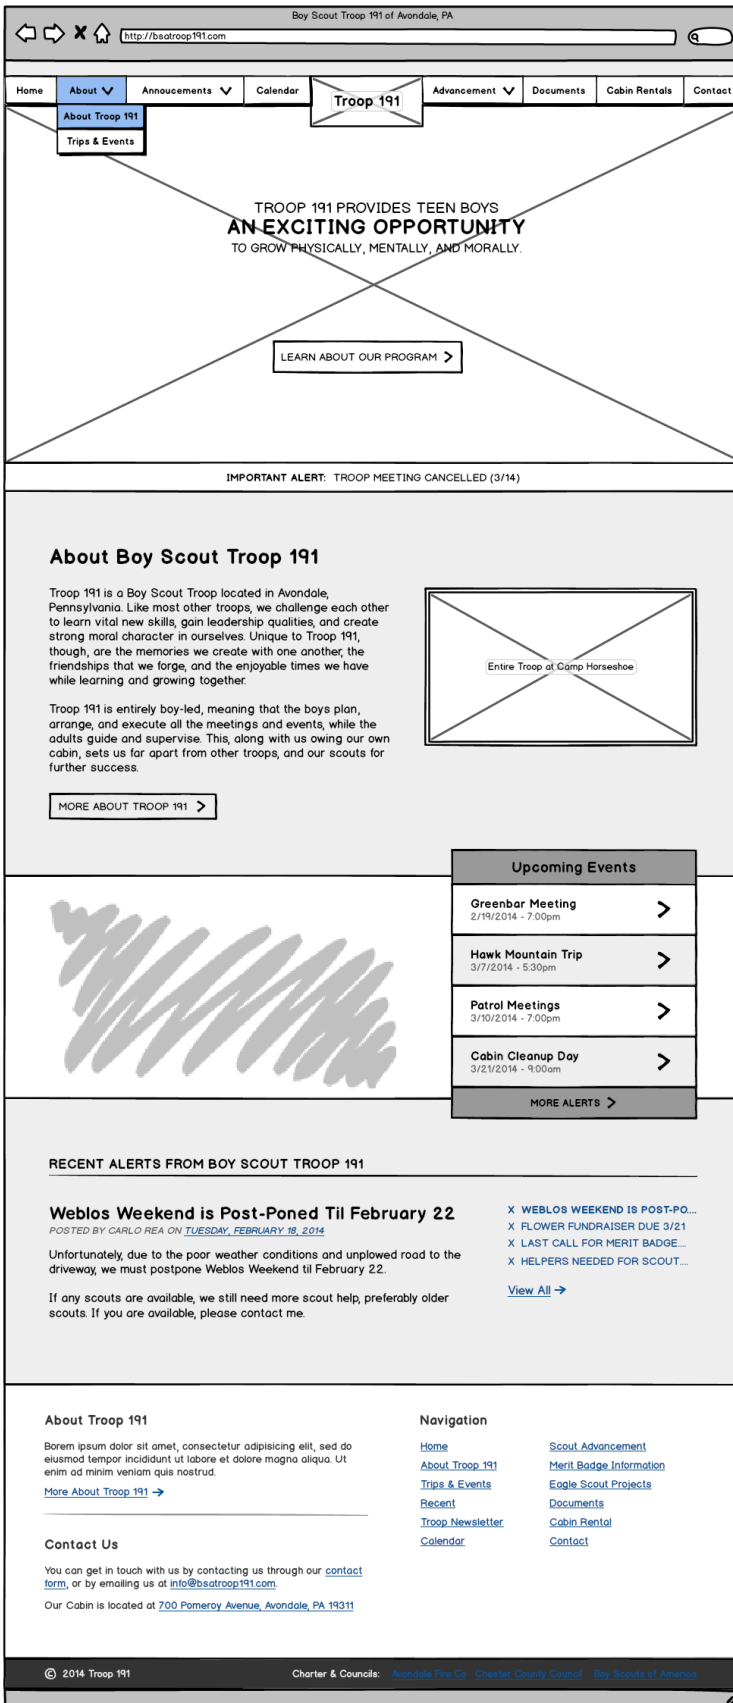 Boy Scout Troop 191 of Avondale, PA
http://bsatroop191.com
Home
About
Annoucements
Calendar
Troop 191
Advancement
Documents
Cabin Rentals
Contact
About Troop 191
Trips & Events
TROOP 191 PROVIDES TEEN BOYS
AN EXCITING OPPORTUNITY
TO GROW PHYSICALLY, MENTALLY, AND MORALLY.
LEARN ABOUT OUR PROGRAM
IMPORTANT ALERT: TROOP MEETING CANCELLED (3/14)
About Boy Scout Troop 191
Troop 191 is a Boy Scout Troop located in Avondale,
Pennsylvania. Like most other troops, we challenge each other
to learn vital new skills, gain leadership qualities, and create
strong moral character in ourselves. Unique to Troop 191,
though, are the memories we create with one another, the
friendships that we forge, and the enjoyable times we have
while learning and growing together.
Troop 191 is entirely boy-led, meaning that the boys plan,
arrange, and execute all the meetings and events, while the
adults guide and supervise. This, along with us owing our own
cabin, sets us far apart from other troops, and our scouts for
further success.
Entire Troop at Camp Horseshoe
MORE ABOUT TROOP 191
Upcoming Events
Greenbar Meeting
2/19/2014 - 7:00pm
Hawk Mountain Trip
3/7/2014 - 5:30pm
Patrol Meetings
3/10/2014 - 7:00pm
Cabin Cleanup Day
3/21/2014 - 9:00am
MORE ALERTS
RECENT ALERTS FROM BOY SCOUT TROOP 191
Weblos Weekend is Post-Poned Til February 22
POSTED BY CARLO REA ON TUESDAY, FEBRUARY 18, 2014
Unfortunately, due to the poor weather conditions and unplowed road to the
driveway, we must postpone Weblos Weekend til February 22.
If any scouts are available, we still need more scout help, preferably older
scouts. If you are available, please contact me.
X WEBLOS WEEKEND IS POST-PO....
X FLOWER FUNDRAISER DUE 3/21
X LAST CALL FOR MERIT BADGE...
X HELPERS NEEDED FOR SCOUT...
View All
About Troop 191
Borem ipsum dolor sit amet, consectetur adipisicing elit, sed do
eiusmod tempor incididunt ut labore et dolore magna aliqua. Ut
enim ad minim veniam quis nostrud.
More About Troop 191
Contact Us
You can get in touch with us by contacting us through our contact
form, or by emailing us at info@bsatroop191.com.
Our Cabin is located at 700 Pomeroy Avenue, Avondale, PA 19311
Navigation
Home
About Troop 191
Trips & Events
Recent
Troop Newsletter
Calendar
Scout Advancement
Merit Badge Information
Eagle Scout Projects
Documents
Cabin Rental
Contact
© 2014 Troop 191
Charter & Councils: Avondale Fire Co Chester County Council Boy Scouts of America